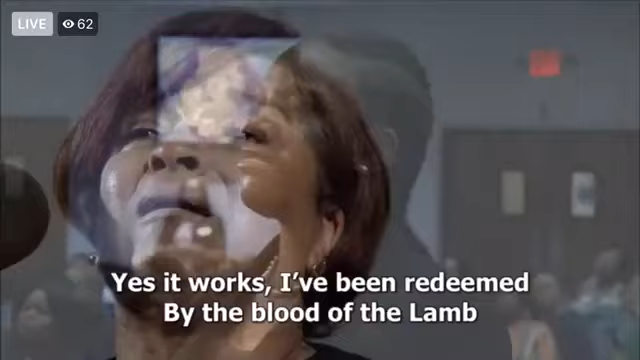 LIVE 62
Yes it works, I've been redeemed
By the blood of the Lamb